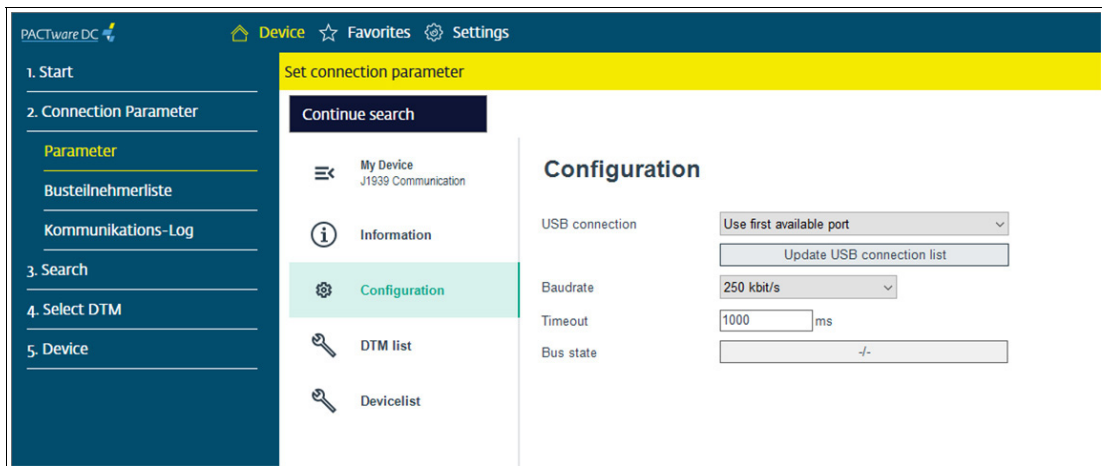 PACTware DC
Device Favorites Settings
1. Start
2. Connection Parameter
Parameter
Busteilnehmerliste
Kommunikations-Log
3. Search
4. Select DTM
5. Device
Set connection parameter
Continue search
My Device
J1939 Communication
Information
Configuration
DTM list
Devicelist
Configuration
USB connection Use first available port
Update USB connection list
Baudrate 250 kbit/s
Timeout 1000 ms
Bus state -/-